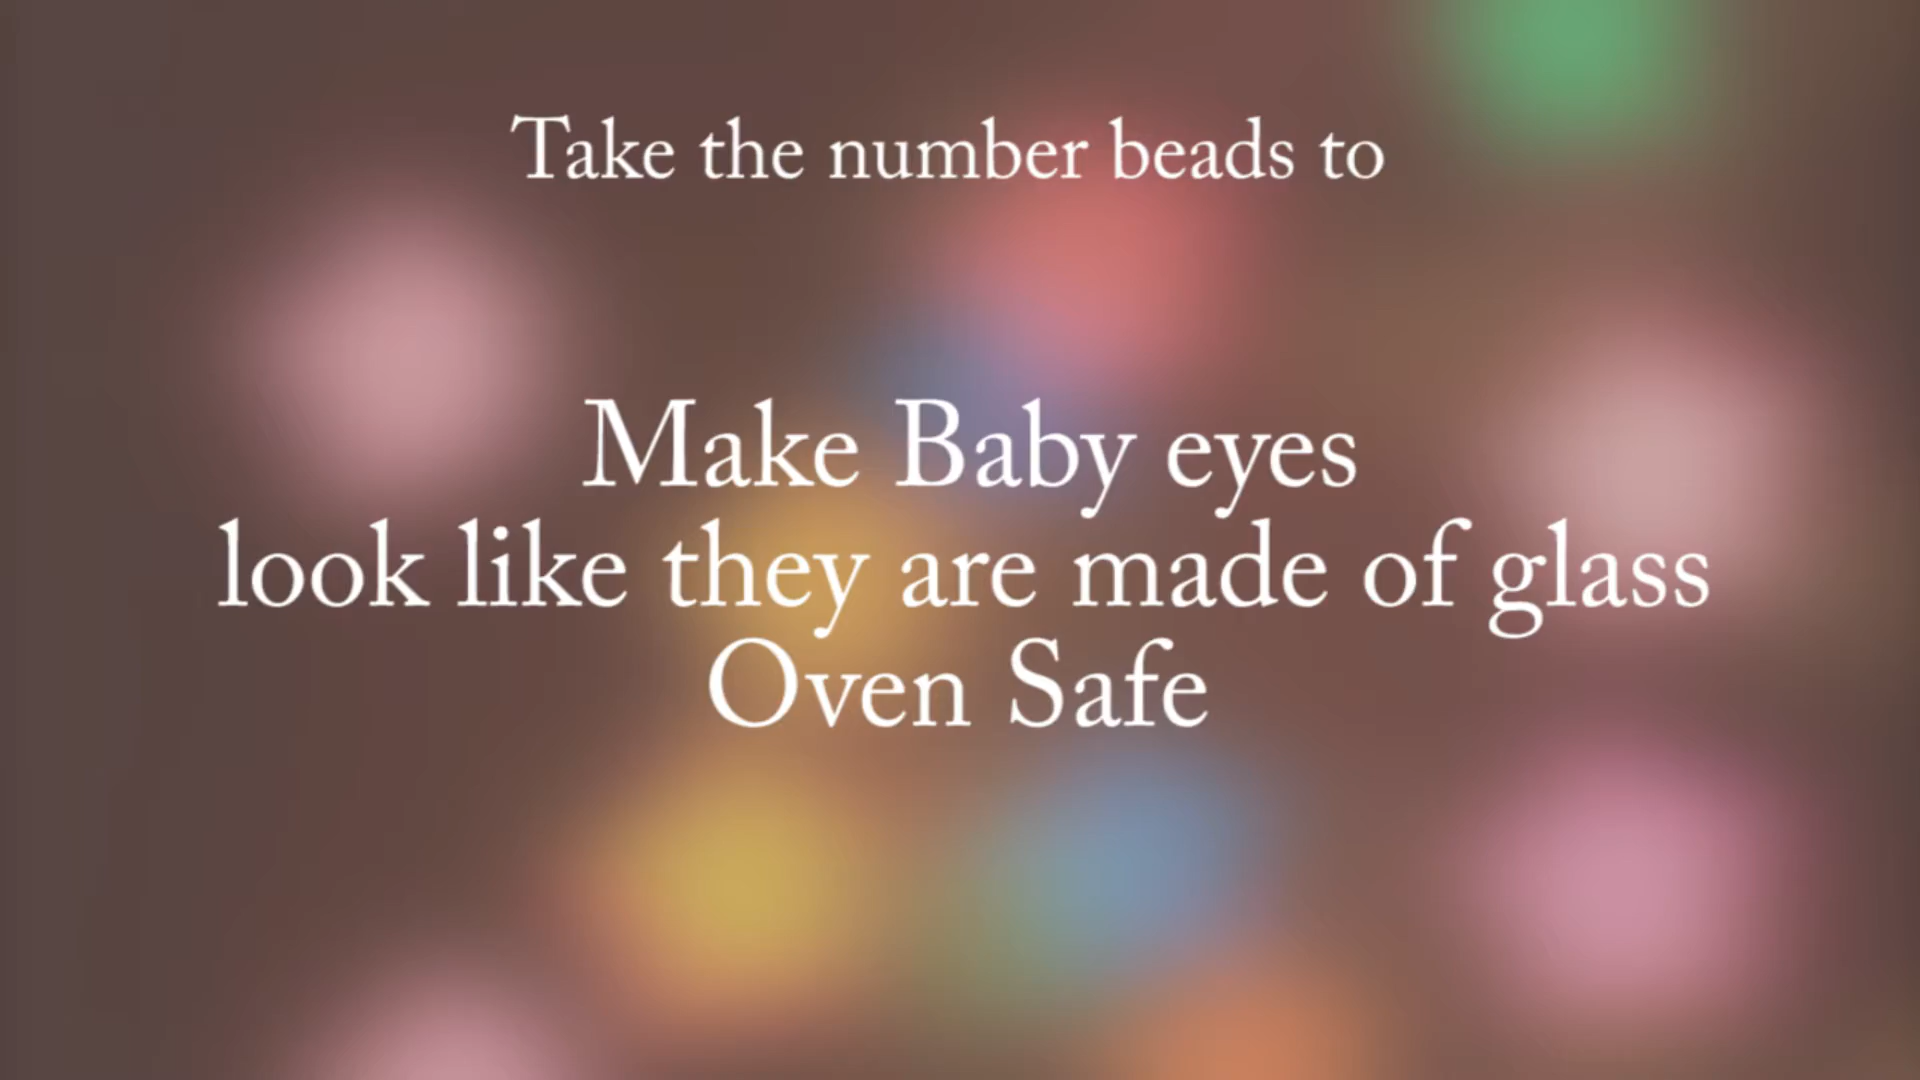 Take the number beads to
Make Baby eyes
look like they are made of glass
Oven Safe